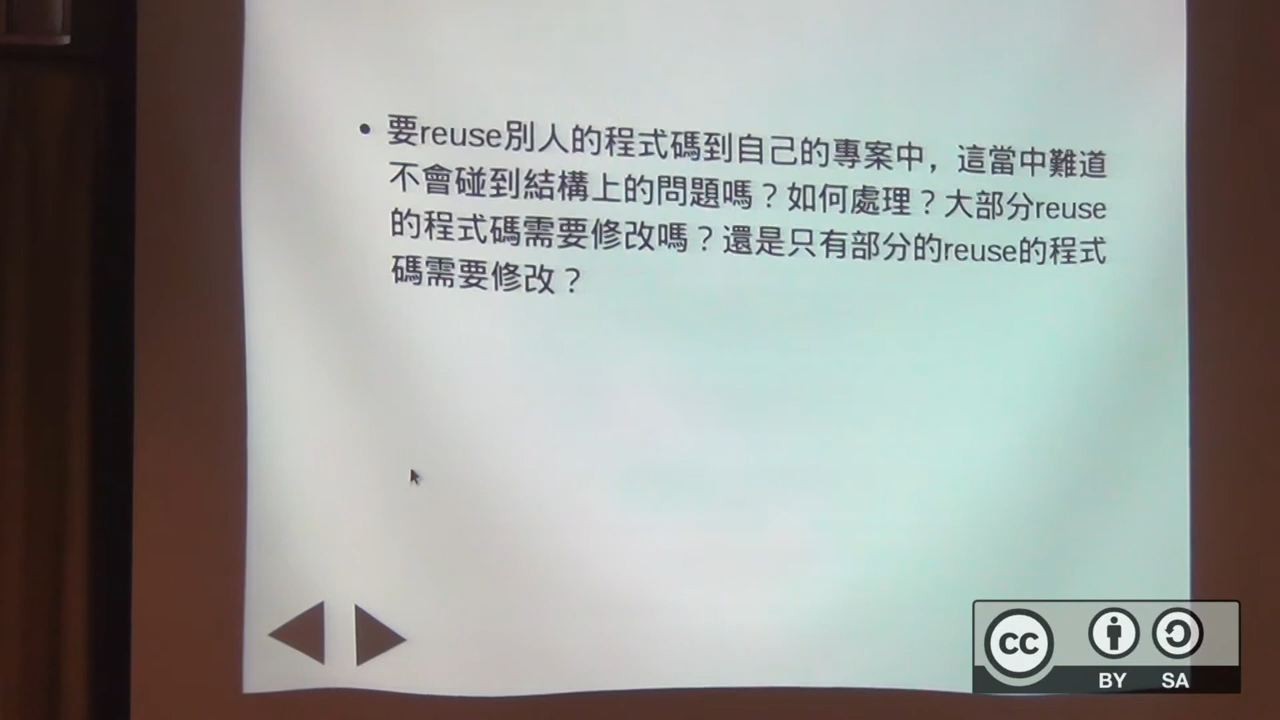 • 要reuse別人的程式碼到自己的專案中，這當中難道
不會碰到結構上的問題嗎？如何處理？大部分reuse
的程式碼需要修改嗎？還是只有部分的reuse的程式
碼需要修改？
cc
BY SA